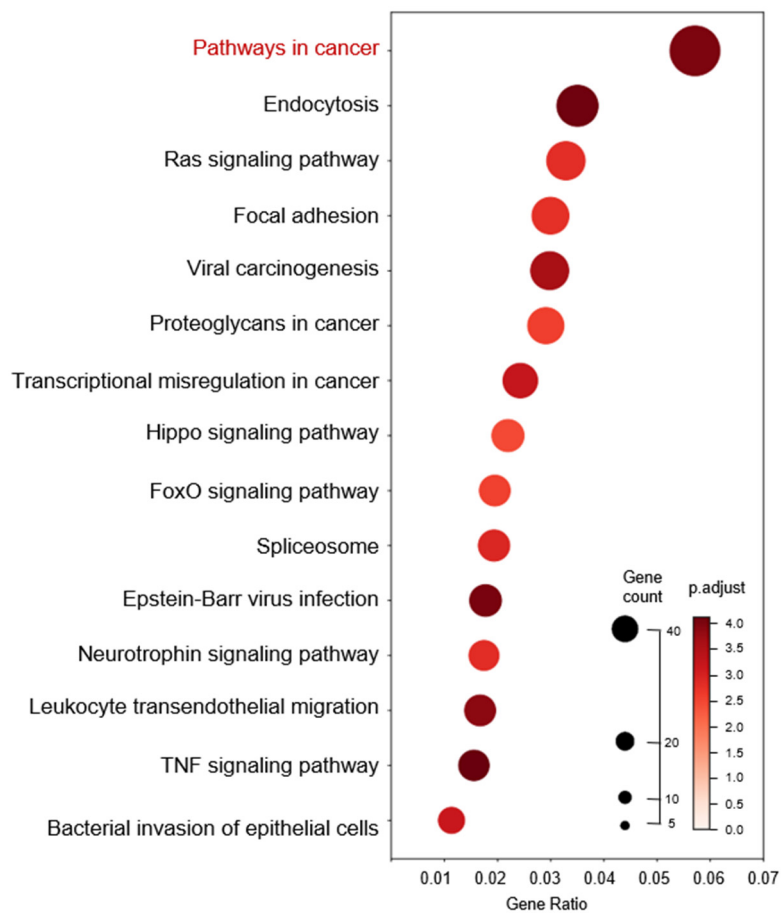 Pathways in cancer
Endocytosis
Ras signaling pathway
Focal adhesion
Viral carcinogenesis
Proteoglycans in cancer
Transcriptional misregulation in cancer
Hippo signaling pathway
FoxO signaling pathway
Spliceosome
Epstein-Barr virus infection
Neurotrophin signaling pathway
Leukocyte transendothelial migration
TNF signaling pathway
Bacterial invasion of epithelial cells
Gene
count
40
20
10
5
p.adjust
4.0
3.5
3.0
2.5
2.0
1.5
1.0
0.5
0.0
0.01 0.02 0.03 0.04 0.05 0.06 0.07
Gene Ratio